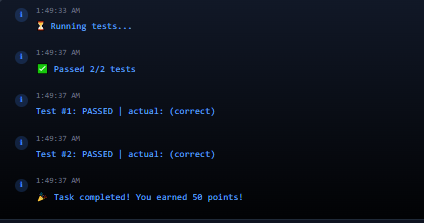 1:49:33 AM
⏳ Running tests...
1:49:37 AM
✅ Passed 2/2 tests
1:49:37 AM
Test #1: PASSED | actual: (correct)
1:49:37 AM
Test #2: PASSED | actual: (correct)
1:49:37 AM
🎉 Task completed! You earned 50 points!